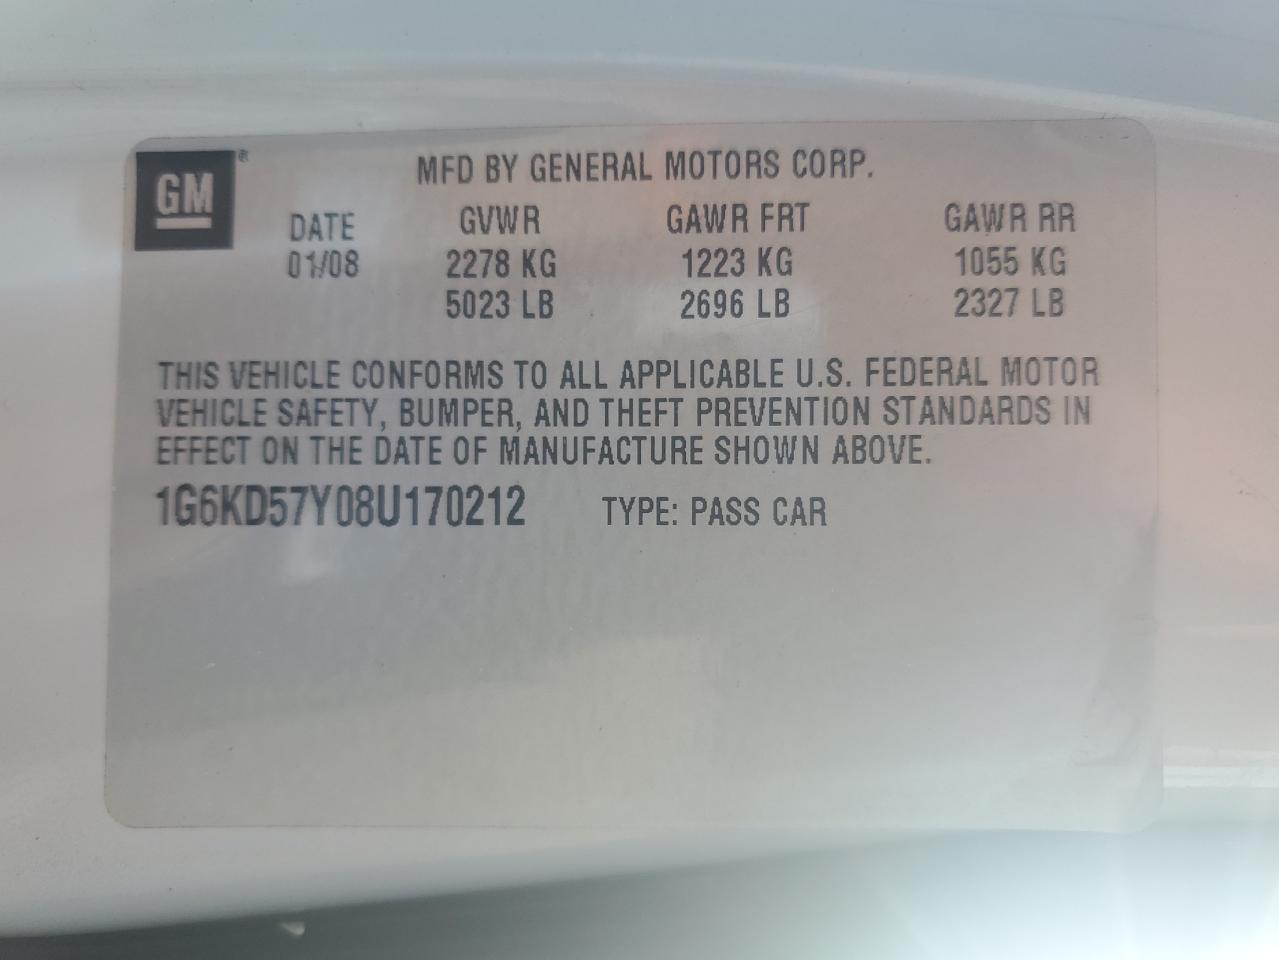 GM®
MFD BY GENERAL MOTORS CORP.
DATE GVWR GAWR FRT GAWR RR
01/08 2278 KG 1223 KG 1055 KG
5023 LB 2696 LB 2327 LB
THIS VEHICLE CONFORMS TO ALL APPLICABLE U.S. FEDERAL MOTOR
VEHICLE SAFETY, BUMPER, AND THEFT PREVENTION STANDARDS IN
EFFECT ON THE DATE OF MANUFACTURE SHOWN ABOVE.
1G6KD57Y08U170212 TYPE: PASS CAR